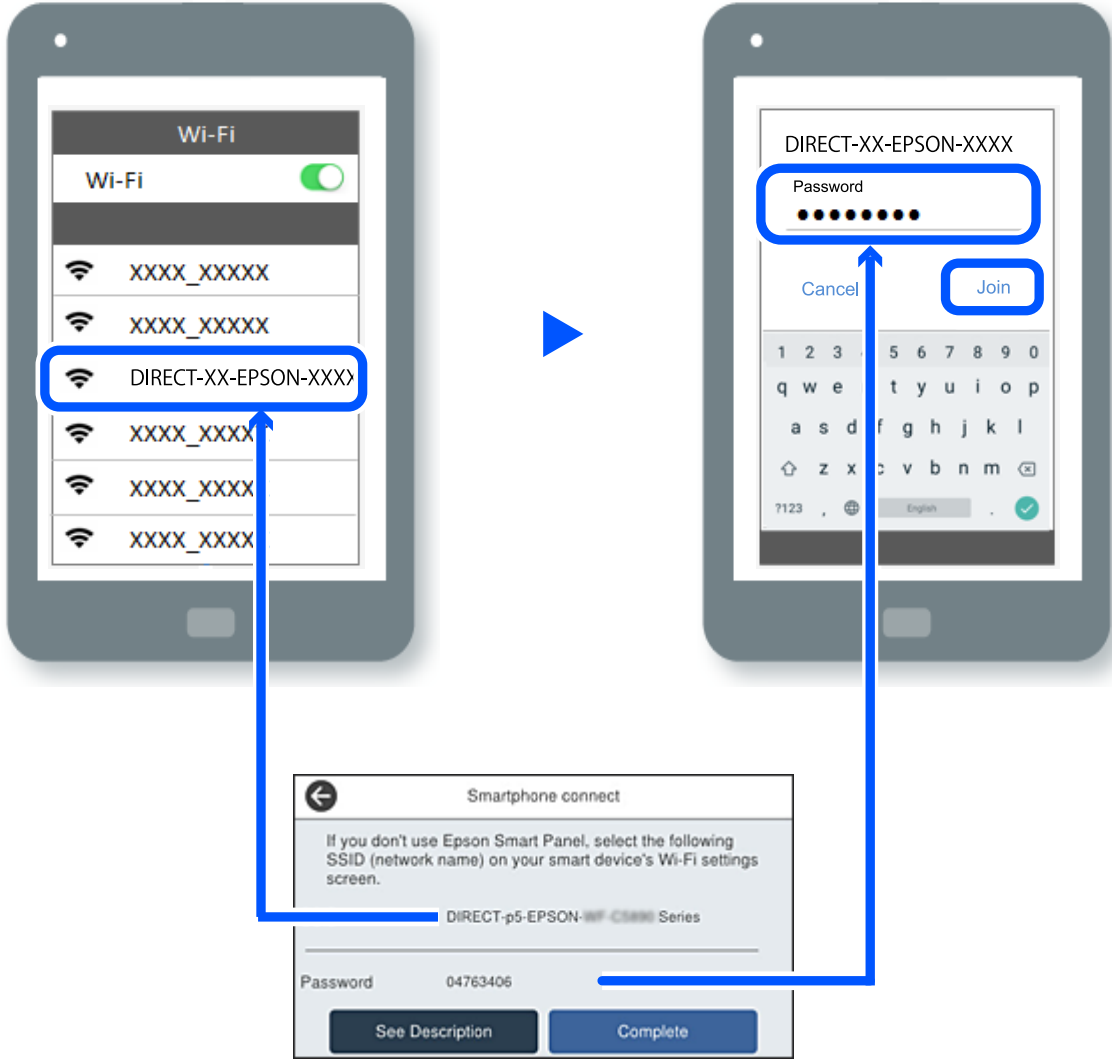 Wi-Fi
Wi-Fi
XXXX_XXXXX
XXXX_XXXXX
DIRECT-XX-EPSON-XXXX
XXXX_XXXX
XXXX_XXXX
XXXX_XXXX
DIRECT-XX-EPSON-XXXX
Password
Cancel
Join
1 2 3 5 6 7 8 9 0
q w e t y u i o p
a s d f g h j k l
z x c v b n m
?123 , English .
Smartphone connect
If you don't use Epson Smart Panel, select the following
SSID (network name) on your smart device's Wi-Fi settings
screen.
DIRECT-p5-EPSON- Series
Password 04763406
See Description
Complete